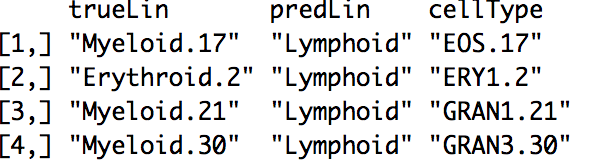 trueLin predLin cellType
[1,] "Myeloid.17" "Lymphoid" "EOS.17"
[2,] "Erythroid.2" "Lymphoid" "ERY1.2"
[3,] "Myeloid.21" "Lymphoid" "GRAN1.21"
[4,] "Myeloid.30" "Lymphoid" "GRAN3.30"